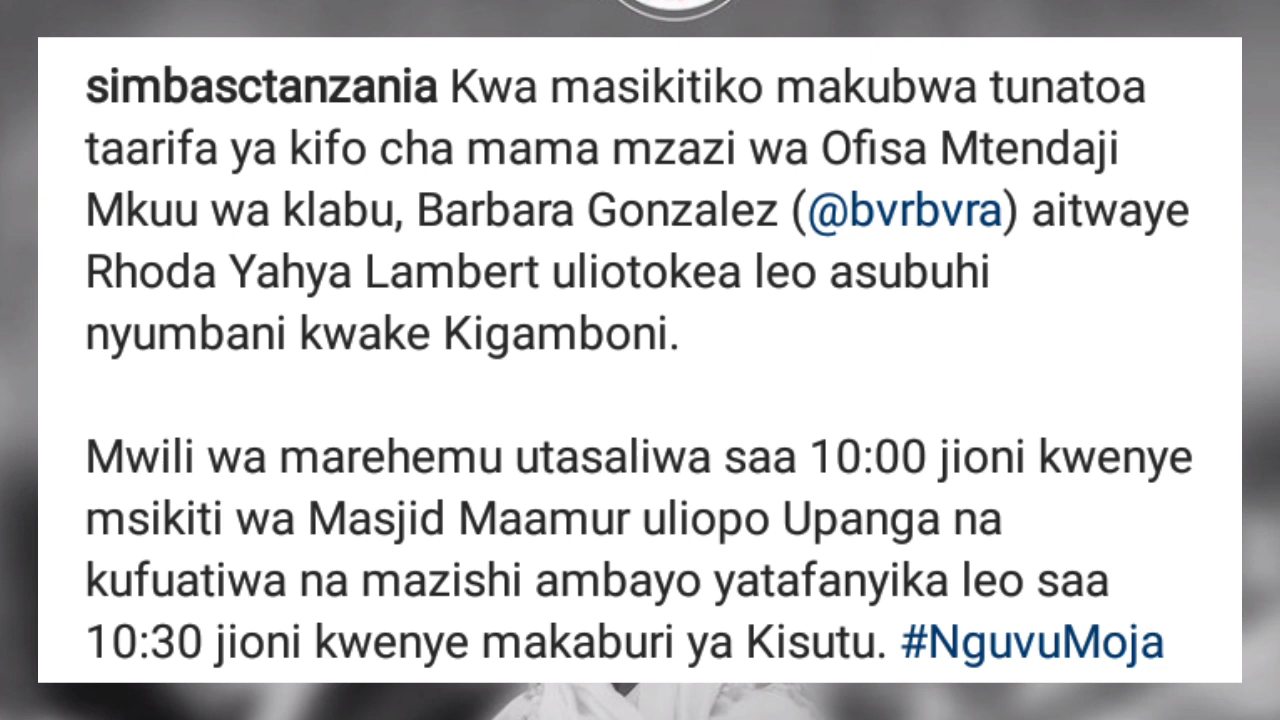 simbasctanzania Kwa masikitiko makubwa tunatoa
taarifa ya kifo cha mama mzazi wa Ofisa Mtendaji
Mkuu wa klabu, Barbara Gonzalez (@bvrbvra) aitwaye
Rhoda Yahya Lambert uliotokea leo asubuhi
nyumbani kwake Kigamboni.
Mwili wa marehemu utasaliwa saa 10:00 jioni kwenye
msikiti wa Masjid Maamur uliopo Upanga na
kufuatiwa na mazishi ambayo yatafanyika leo saa
10:30 jioni kwenye makaburi ya Kisutu. #NguvuMoja